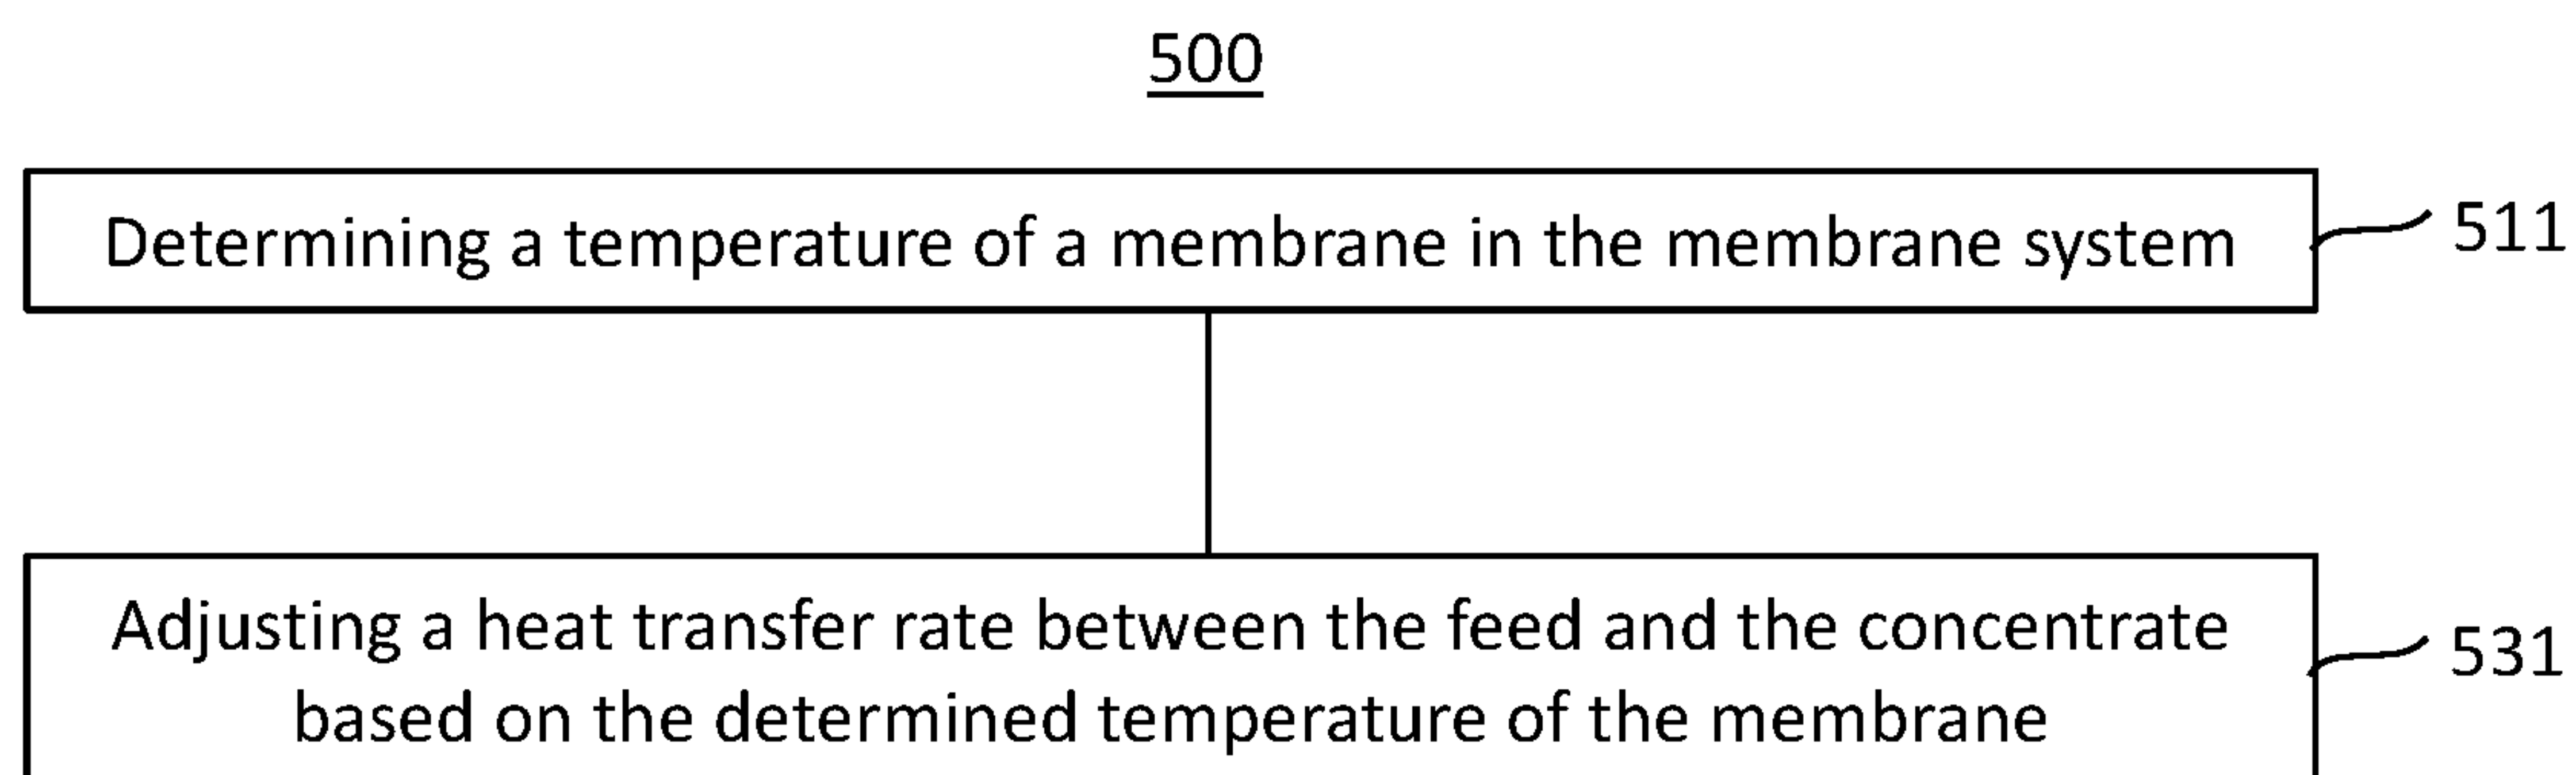 500
Determining a temperature of a membrane in the membrane system
511
Adjusting a heat transfer rate between the feed and the concentrate
based on the determined temperature of the membrane
531